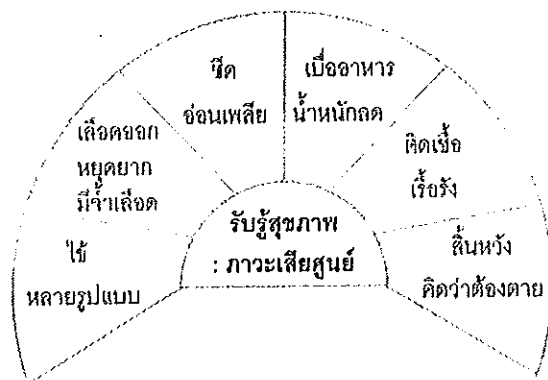 ซีด
อ่อนเพลีย
เบื่ออาหาร
น้ำหนักลด
เลือดออก
หยุดยาก
มีจ้ำเลือด
ติดเชื้อ
เรื้อรัง
ไข้
หลายรูปแบบ
สิ้นหวัง
คิดว่าต้องตาย
รับรู้สุขภาพ
: ภาวะเสียศูนย์